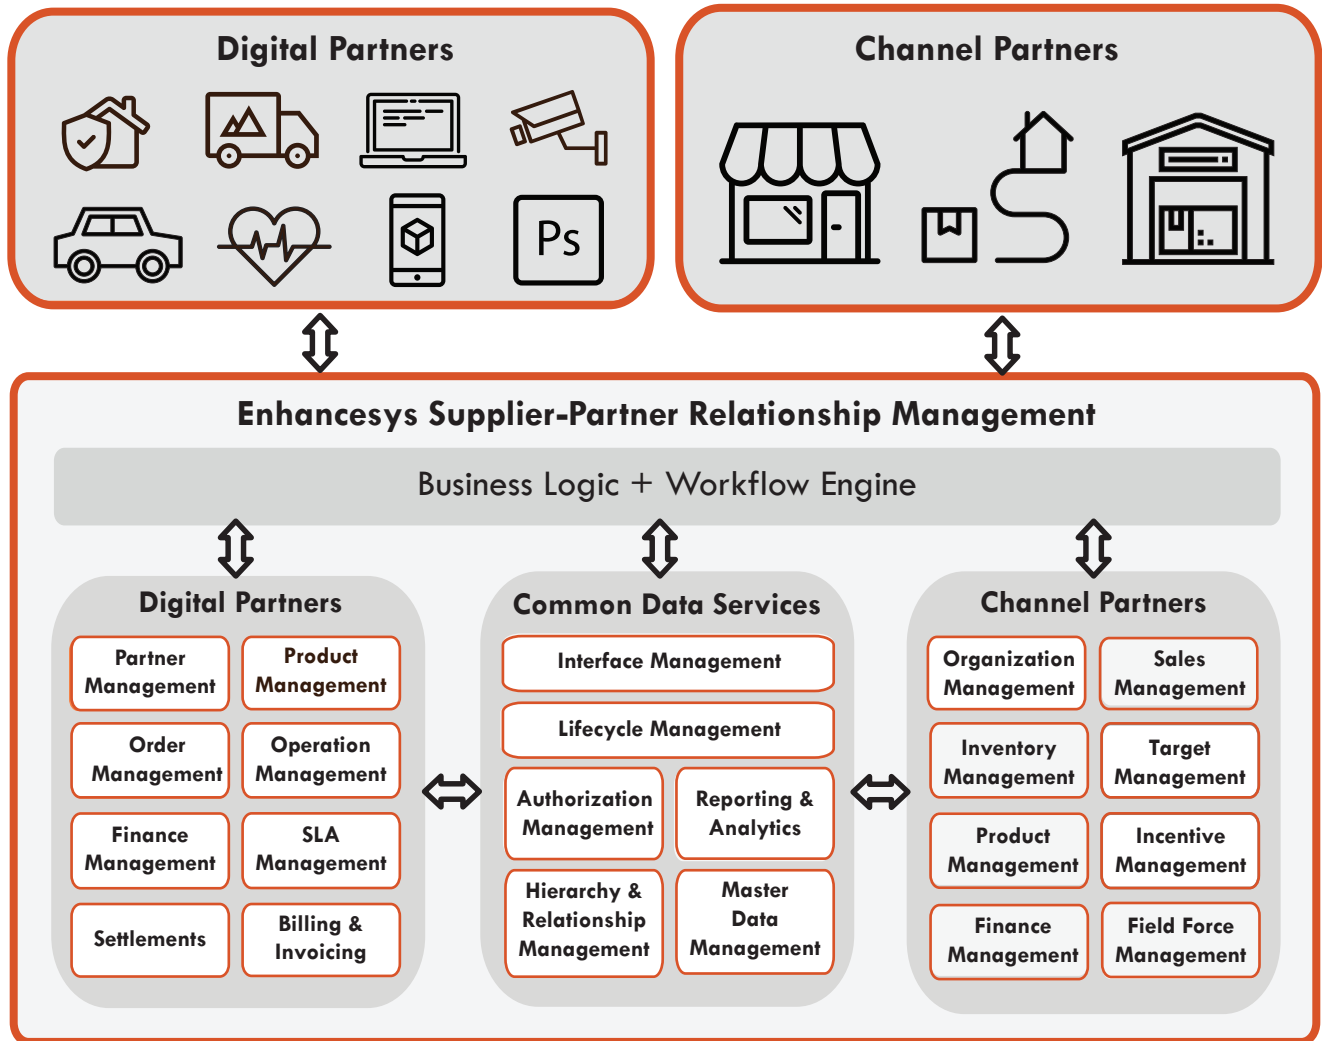 Digital Partners
Channel Partners
Ps
Enhancesys Supplier-Partner Relationship Management
Business Logic + Workflow Engine
Digital Partners
Partner
Management
Product
Management
Order
Management
Operation
Management
Finance
Management
SLA
Management
Settlements
Billing &
Invoicing
Common Data Services
Interface Management
Lifecycle Management
Authorization
Management
Reporting &
Analytics
Hierarchy &
Relationship
Management
Master
Data
Management
Channel Partners
Organization
Management
Sales
Management
Inventory
Management
Target
Management
Product
Management
Incentive
Management
Finance
Management
Field Force
Management